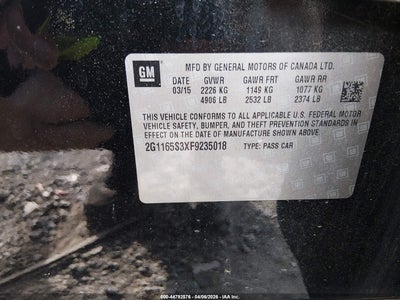 GM
MFD BY GENERAL MOTORS OF CANADA LTD.
DATE GVWR GAWR FRT GAWR RR
03/15 2226 KG 1149 KG 1077 KG
4906 LB 2532 LB 2374 LB
THIS VEHICLE CONFORMS TO ALL APPLICABLE U.S. FEDERAL MOTOR
VEHICLE SAFETY, BUMPER, AND THEFT PREVENTION STANDARDS
IN EFFECT ON THE DATE OF MANUFACTURE SHOWN ABOVE.
2G1165S3XF9235018 TYPE: PASS CAR
000-44792576 - 04/06/2026 - IAA, Inc.